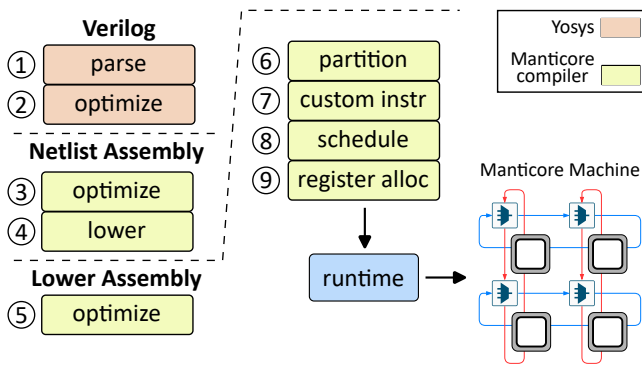 Verilog
① parse
② optimize
Netlist Assembly
③ optimize
④ lower
Lower Assembly
⑤ optimize
⑥ partition
⑦ custom instr
⑧ schedule
⑨ register alloc
runtime
Yosys
Manticore
compiler
Manticore Machine